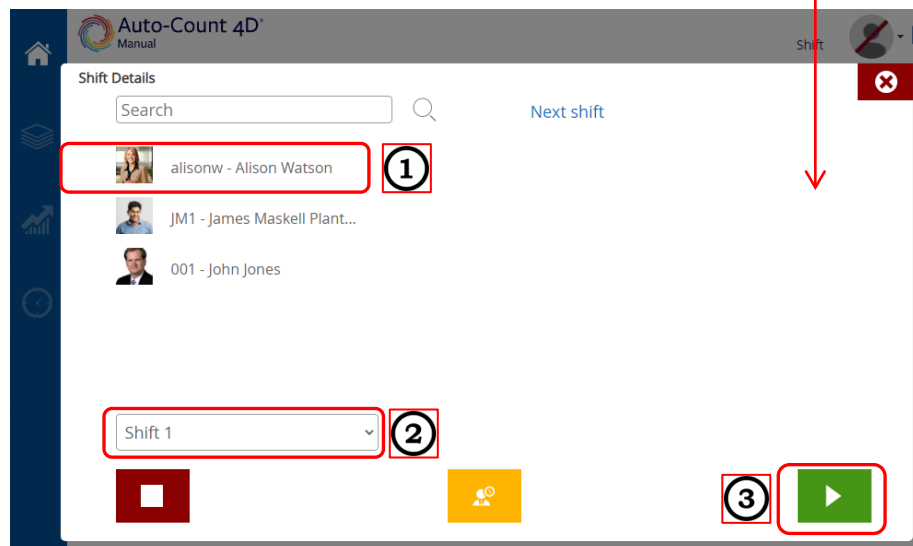 Auto-Count 4D®
Manual
Shift
Shift Details
Search
Next shift
alisonw - Alison Watson
1
JM1 - James Maskell Plant...
001 - John Jones
Shift 1
2
3